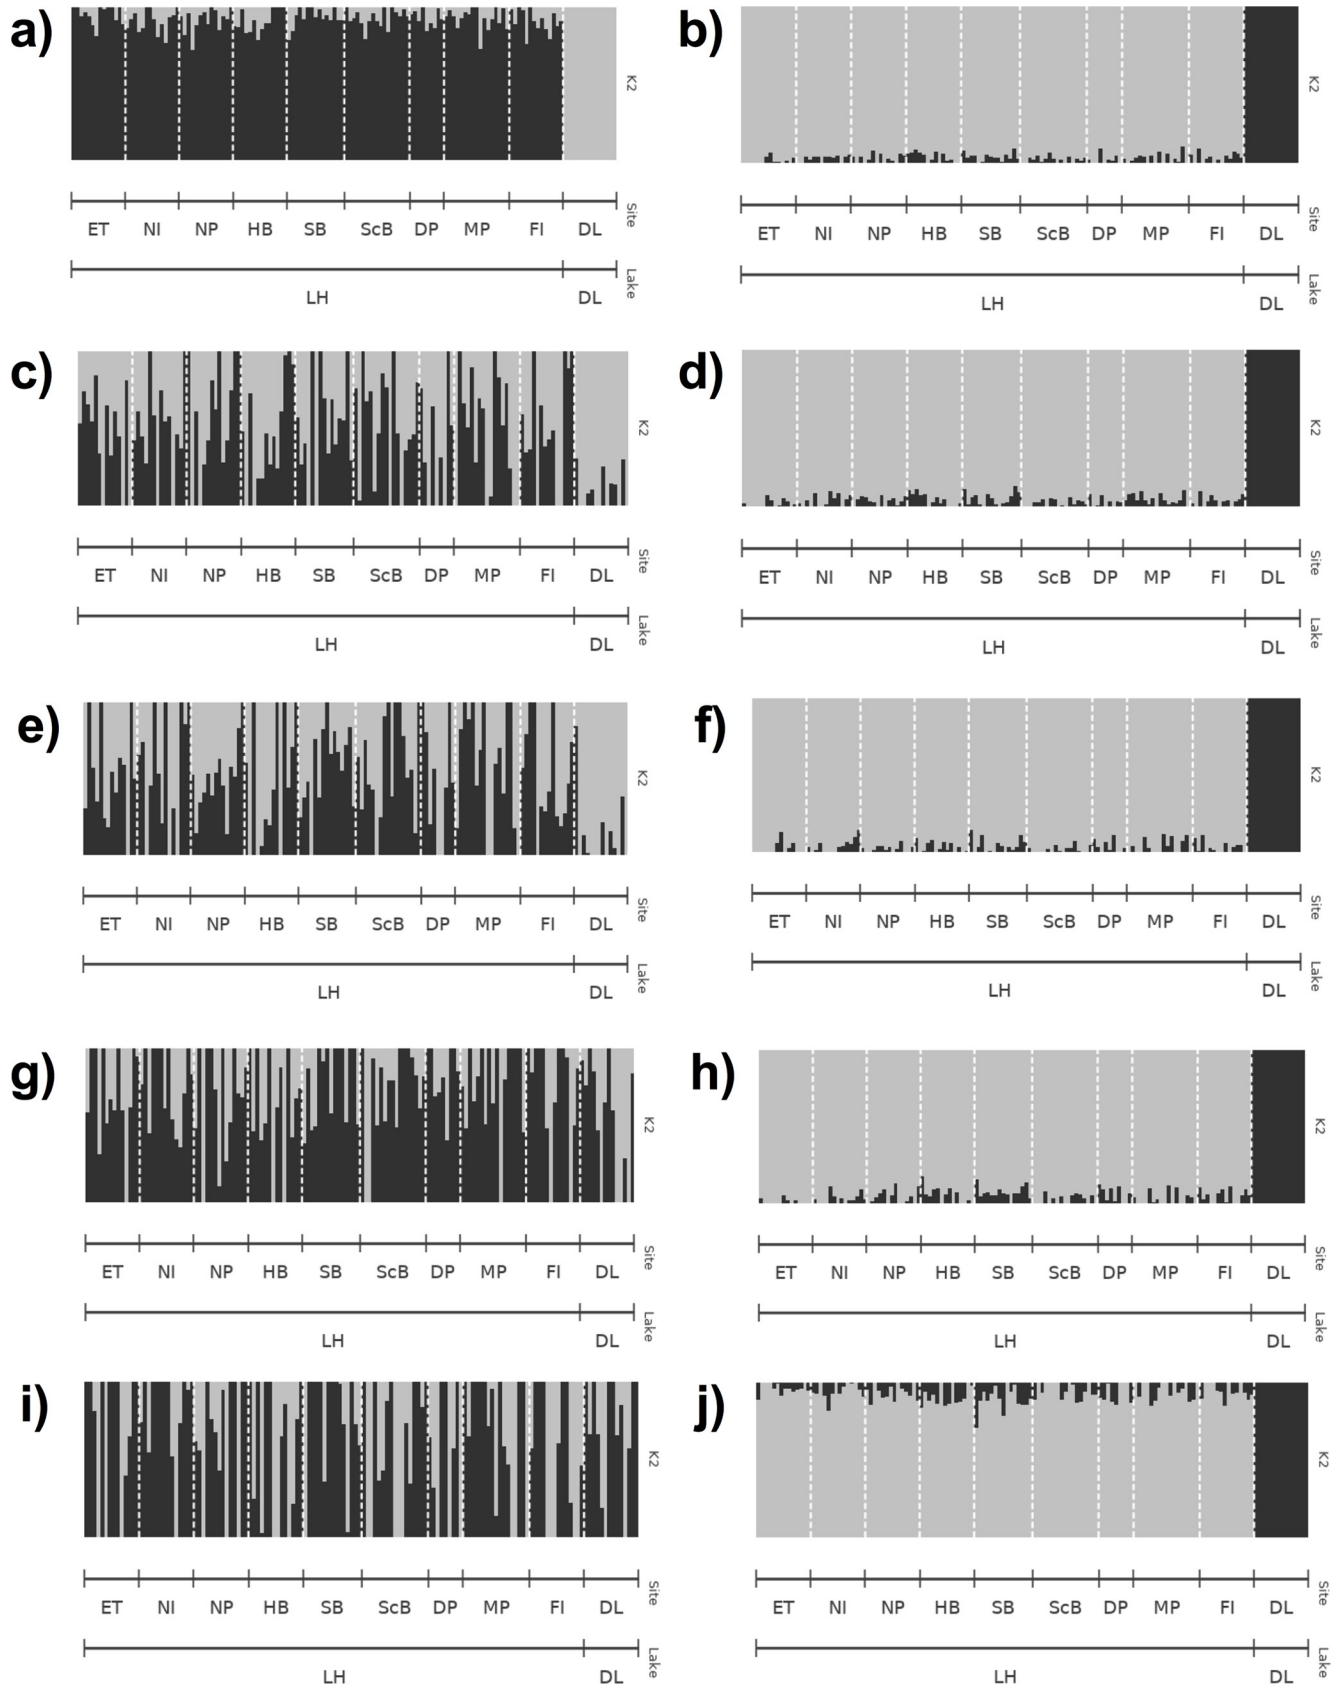 a)
K2
Site
ET NI NP HB SB ScB DP MP FI DL
Lake
LH DL
b)
K2
Site
ET NI NP HB SB ScB DP MP FI DL
Lake
LH DL
c)
K2
Site
ET NI NP HB SB ScB DP MP FI DL
Lake
LH DL
d)
K2
Site
ET NI NP HB SB ScB DP MP FI DL
Lake
LH DL
e)
K2
Site
ET NI NP HB SB ScB DP MP FI DL
Lake
LH DL
f)
K2
Site
ET NI NP HB SB ScB DP MP FI DL
Lake
LH DL
g)
K2
Site
ET NI NP HB SB ScB DP MP FI DL
Lake
LH DL
h)
K2
Site
ET NI NP HB SB ScB DP MP FI DL
Lake
LH DL
i)
K2
Site
ET NI NP HB SB ScB DP MP FI DL
Lake
LH DL
j)
K2
Site
ET NI NP HB SB ScB DP MP FI DL
Lake
LH DL